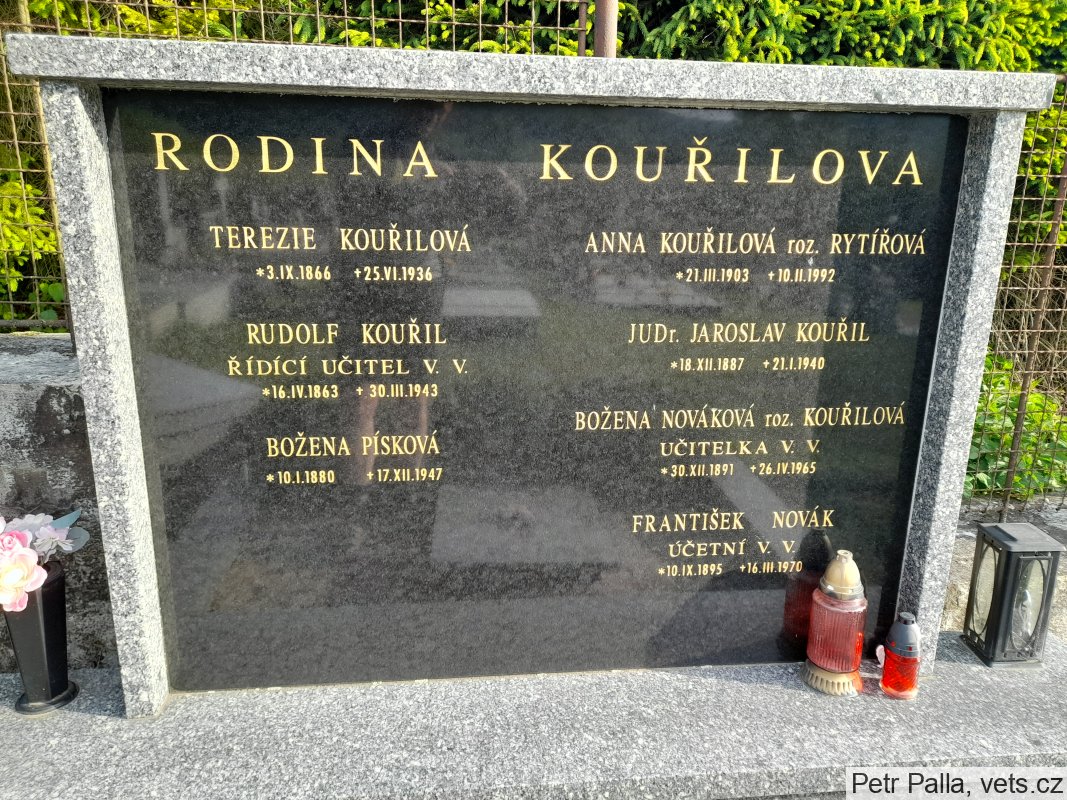 RODINA KOUŘILOVA
TEREZIE KOUŘILOVÁ
*3.IX.1866 +25.VI.1936
RUDOLF KOUŘIL
ŘÍDÍCÍ UČITEL V. V.
*16.IV.1863 + 30.III.1943
BOŽENA PÍSKOVÁ
*10.I.1880 +17.XII.1947
ANNA KOUŘILOVÁ roz. RYTÍŘOVÁ
*21.III.1903 +10.II.1992
JUDr. JAROSLAV KOUŘIL
*18.XII.1887 +21.I.1940
BOŽENA NOVÁKOVÁ roz. KOUŘILOVÁ
UČITELKA V. V.
*30.XII.1891 +26.IV.1965
FRANTIŠEK NOVÁK
ÚČETNÍ V. V.
*10.IX.1895 +16.III.1970
Petr Palla, vets.cz